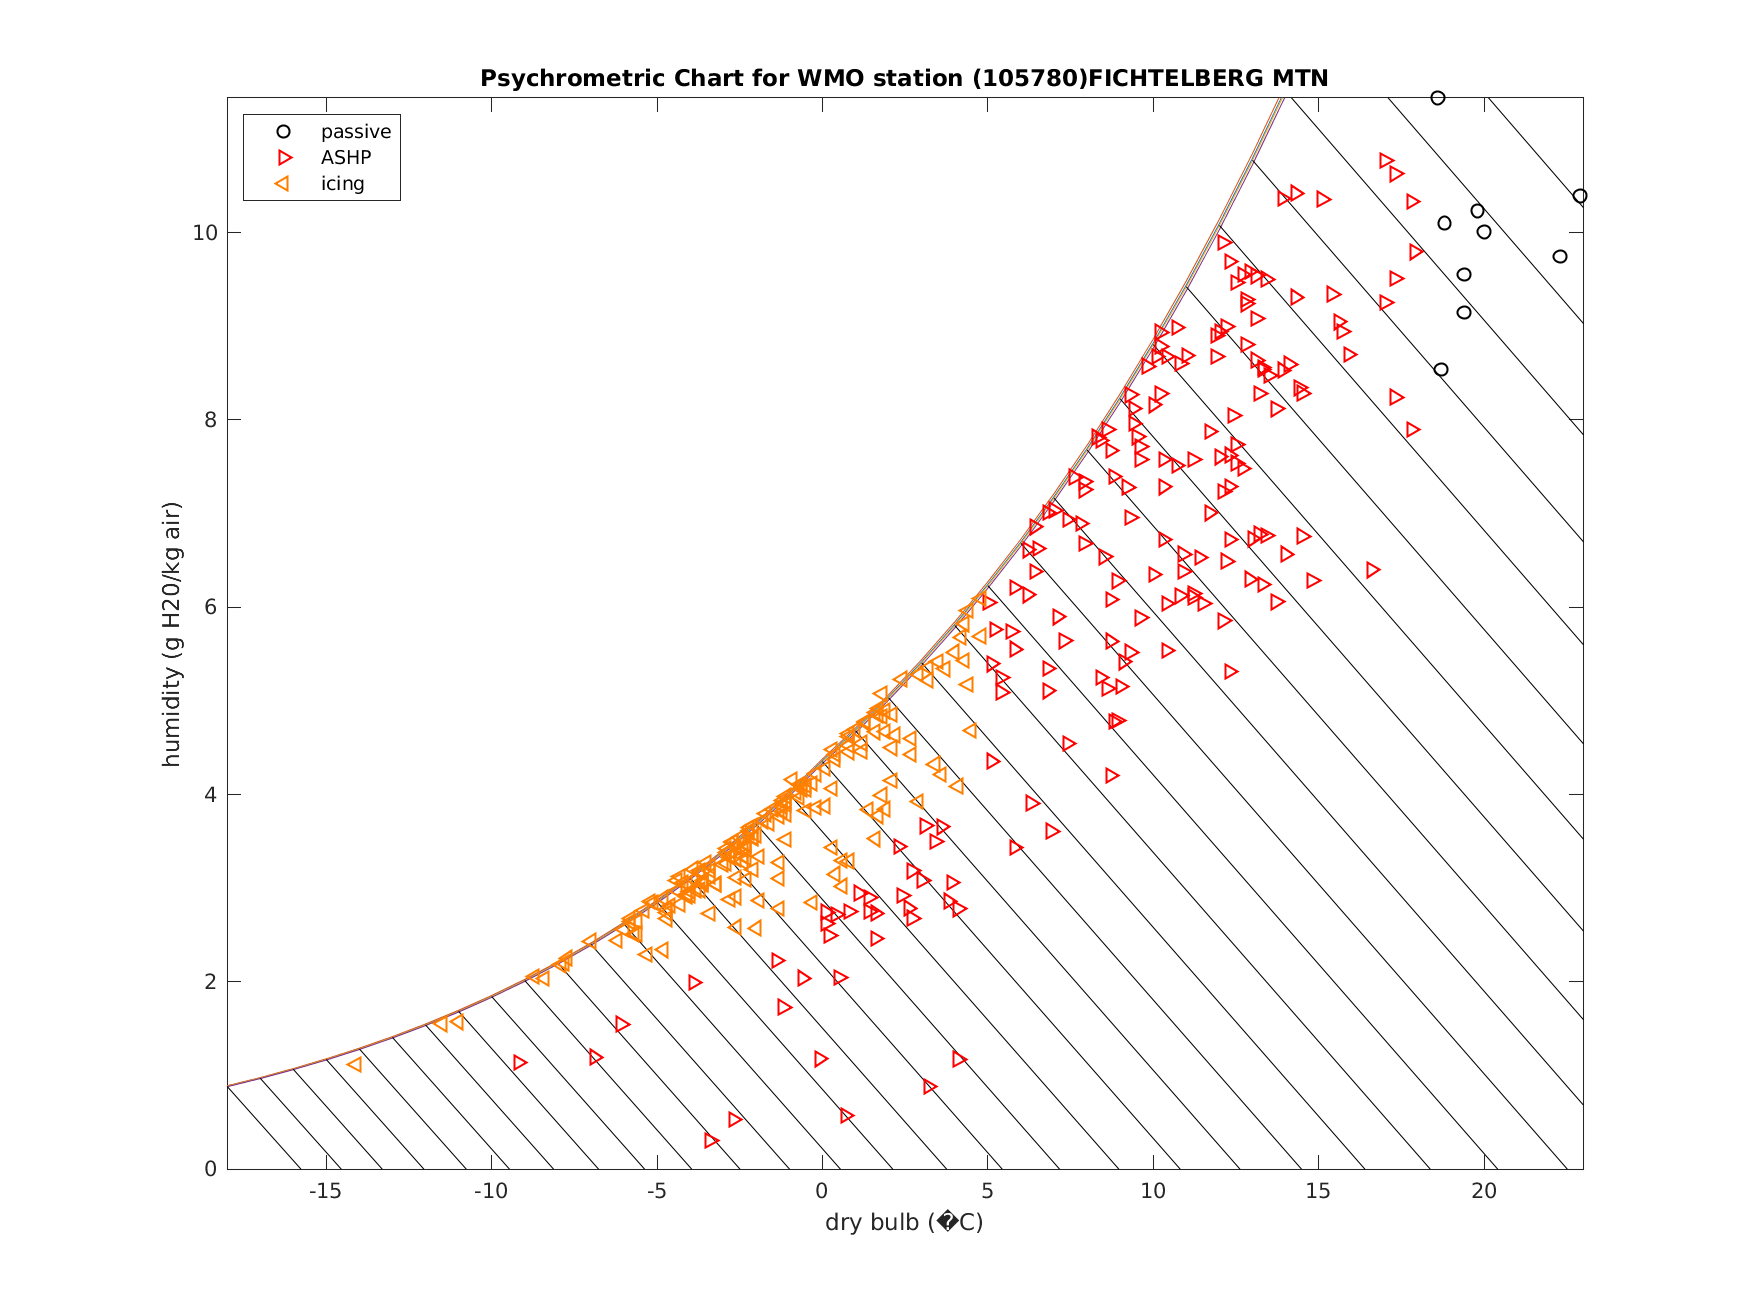 Psychrometric Chart for WMO station (105780)FICHTELBERG MTN
passive
ASHP
icing
humidity (g H20/kg air)
10
8
6
4
2
0
-15 -10 -5 0 5 10 15 20
dry bulb (�C)